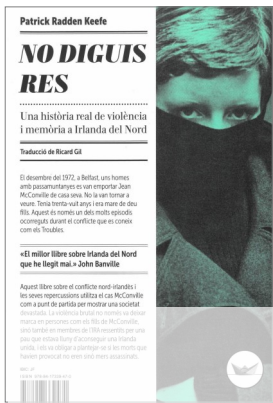 Patrick Radden Keefe
NO DIGUIS
RES
Una història real de violència
i memòria a Irlanda del Nord
Traducció de Ricard Gil
El desembre del 1972, a Belfast, uns homes
amb passamuntanyes es van emportar Jean
McConville de casa seva. No la van tornar a
veure. Tenia trenta-vuit anys i era mare de deu
fills. Aquest és només un dels molts episodis
ocorreguts durant el conflicte que es coneix
com els Troubles.
«El millor llibre sobre Irlanda del Nord
que he llegit mai.» John Banville
Aquest llibre sobre el conflicte nord-irlandès i
les seves repercussions utilitza el cas McConville
com a punt de partida per mostrar una societat
devastada. La violència brutal no només va deixar
marca en persones com els fills de McConville,
sinó també en membres de l'IRA ressentits per una
pau que estava lluny d'aconseguir una Irlanda
unida, i els va obligar a plantejar-se si les morts que
havien provocat no eren sinó mers assassinats.